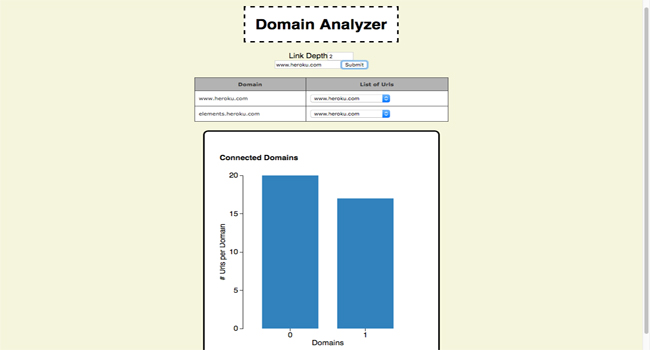 Domain Analyzer
Link Depth 2
www.heroku.com Submit
Domain List of Urls
www.heroku.com www.heroku.com
elements.heroku.com www.heroku.com
Connected Domains
20
15
10
5
0
# Urls per Domain
0 1
Domains